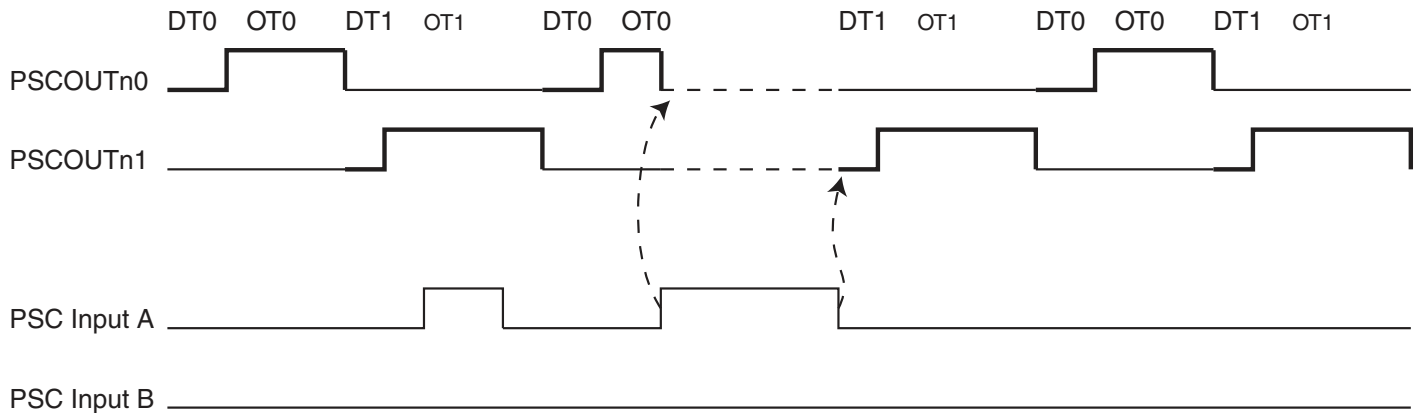 DT0 OT0 DT1 OT1 DT0 OT0 DT1 OT1 DT0 OT0 DT1 OT1
PSCOUTn0
PSCOUTn1
PSC Input A
PSC Input B